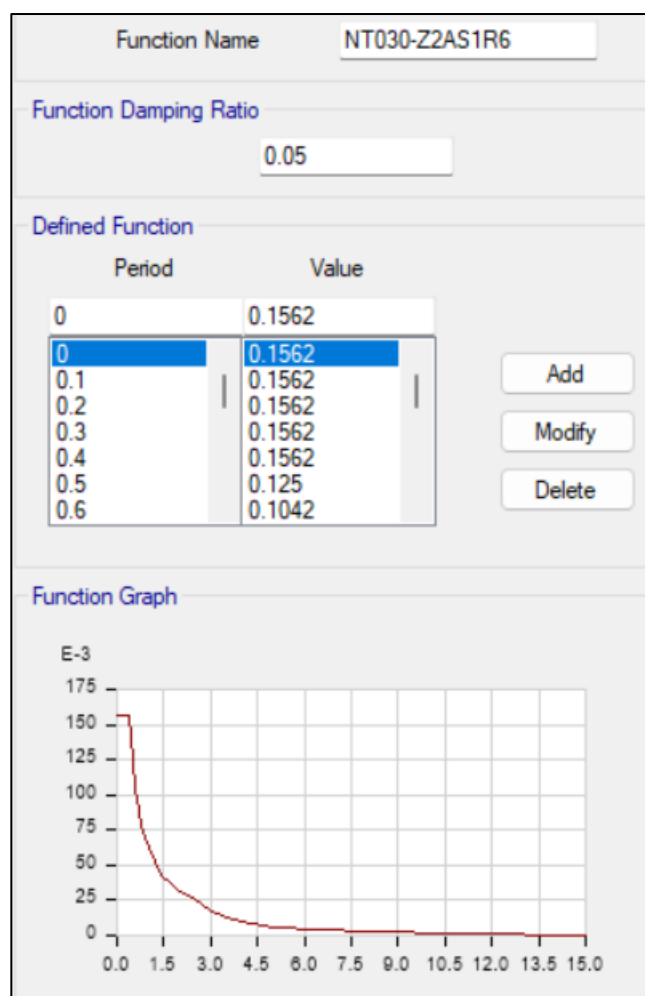 Function Name NT030-Z2AS1R6
Function Damping Ratio
0.05
Defined Function
Period Value
0 0.1562
0 0.1562
0.1 0.1562
0.2 0.1562
0.3 0.1562
0.4 0.1562
0.5 0.125
0.6 0.1042
Add
Modify
Delete
Function Graph
E-3
175
150
125
100
75
50
25
0
0.0 1.5 3.0 4.5 6.0 7.5 9.0 10.5 12.0 13.5 15.0